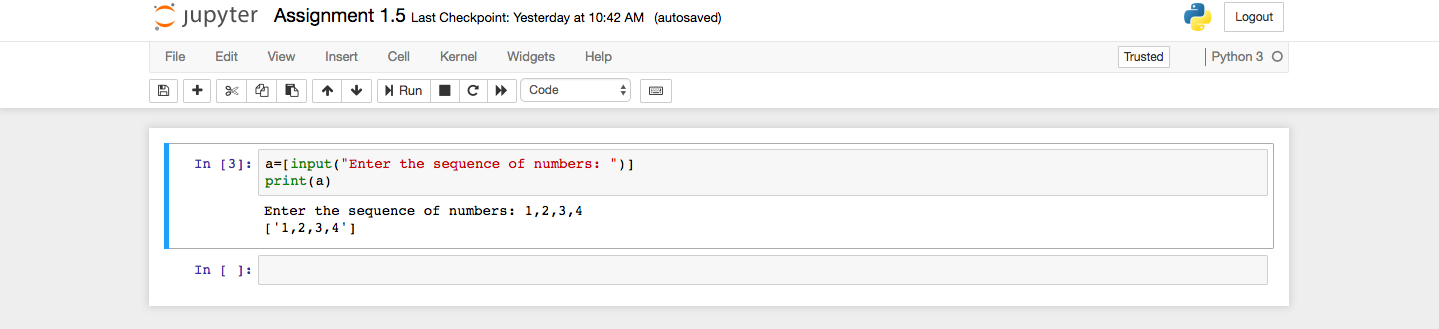 jupyter Assignment 1.5 Last Checkpoint: Yesterday at 10:42 AM (autosaved) Logout
File Edit View Insert Cell Kernel Widgets Help Trusted Python 3
Run Code
In [3]: a=[input("Enter the sequence of numbers: ")]
print(a)
Enter the sequence of numbers: 1,2,3,4
['1,2,3,4']
In [ ]: